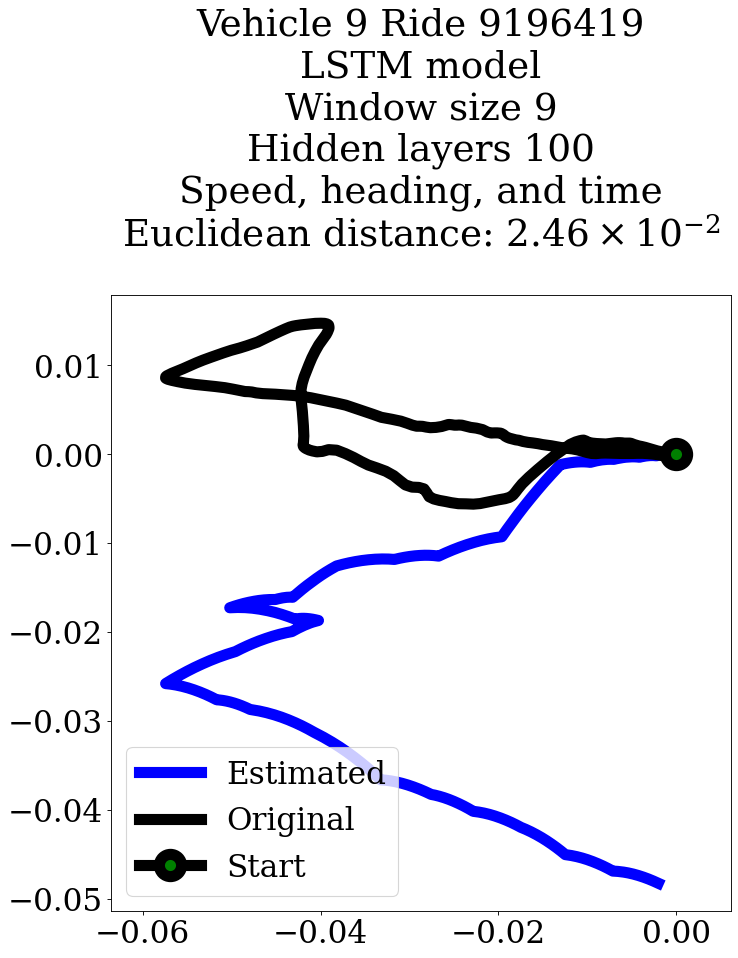 Vehicle 9 Ride 9196419
LSTM model
Window size 9
Hidden layers 100
Speed, heading, and time
Euclidean distance: 2.46 × 10⁻²
0.01
0.00
−0.01
−0.02
−0.03
−0.04
−0.05
Estimated
Original
Start
−0.06 −0.04 −0.02 0.00